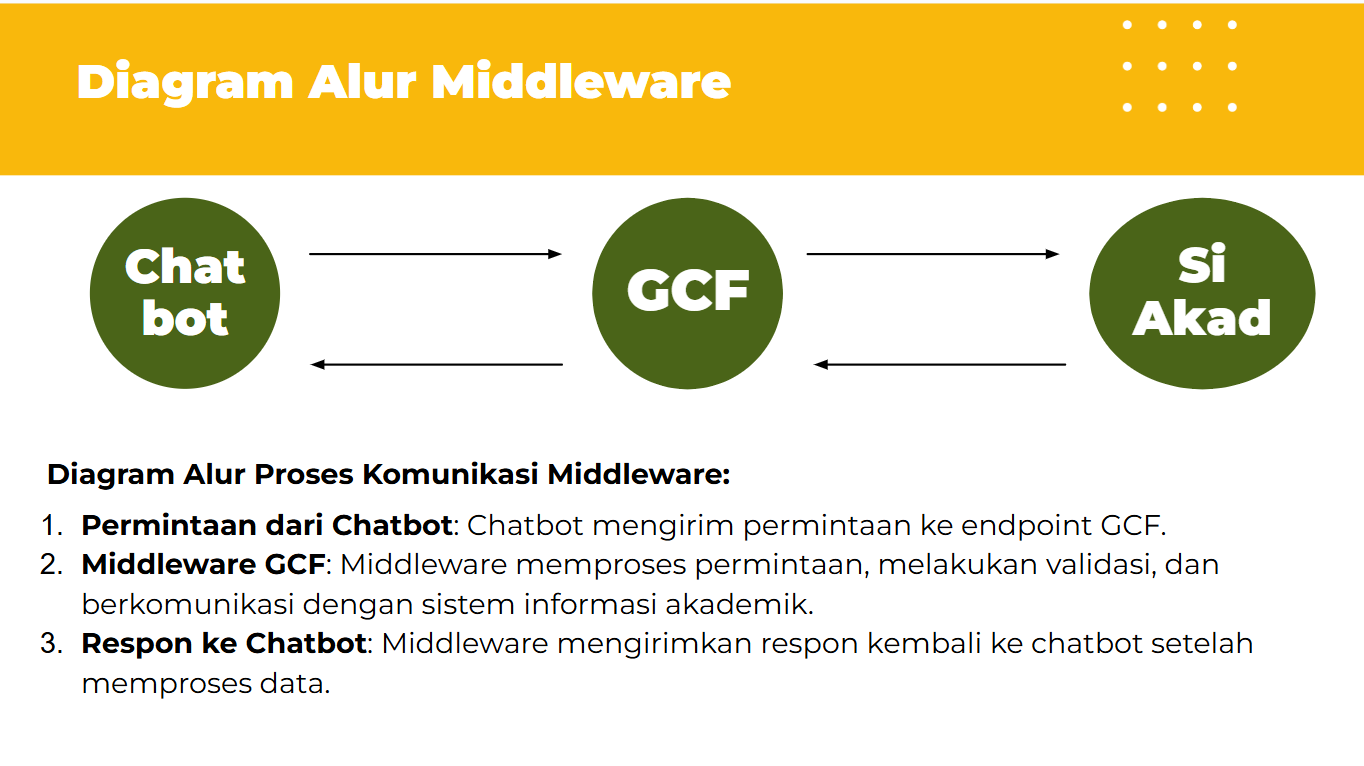 Diagram Alur Middleware
Chat
bot
GCF
Si
Akad
Diagram Alur Proses Komunikasi Middleware:
1. Permintaan dari Chatbot: Chatbot mengirim permintaan ke endpoint GCF.
2. Middleware GCF: Middleware memproses permintaan, melakukan validasi, dan
berkomunikasi dengan sistem informasi akademik.
3. Respon ke Chatbot: Middleware mengirimkan respon kembali ke chatbot setelah
memproses data.